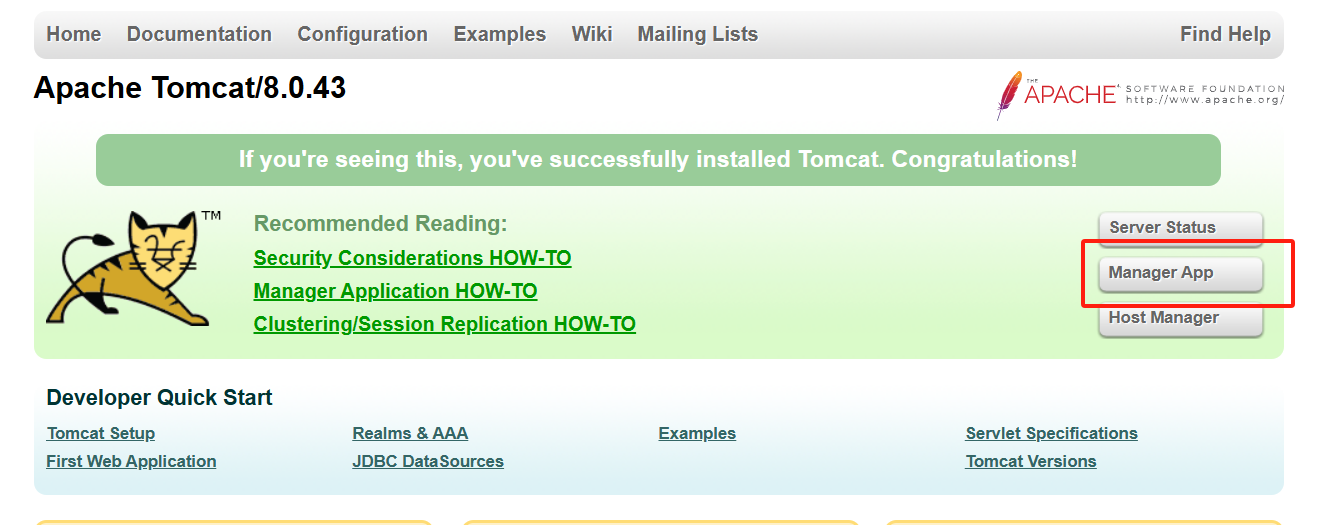 Home Documentation Configuration Examples Wiki Mailing Lists Find Help
Apache Tomcat/8.0.43
THE
APACHE® SOFTWARE FOUNDATION
http://www.apache.org/
If you're seeing this, you've successfully installed Tomcat. Congratulations!
TM
Recommended Reading:
Security Considerations HOW-TO
Manager Application HOW-TO
Clustering/Session Replication HOW-TO
Server Status
Manager App
Host Manager
Developer Quick Start
Tomcat Setup
First Web Application
Realms & AAA
JDBC DataSources
Examples
Servlet Specifications
Tomcat Versions